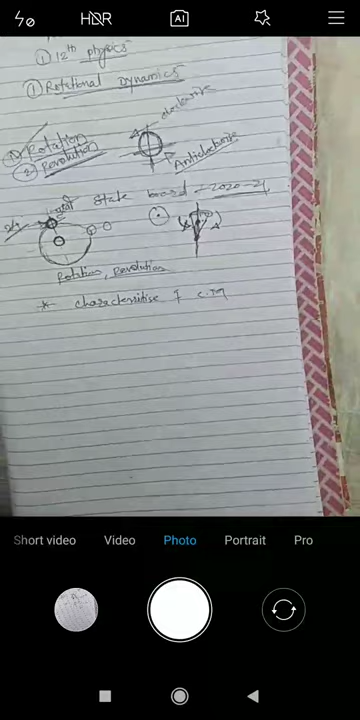 HDR
AI
① 12th physics
① Rotational Dynamics
① Rotation
② Revolution
clockwise
Anticlockwise
State board - 2020-21
Rotation, Revolution
* characteristics of C.M
Short video Video Photo Portrait Pro